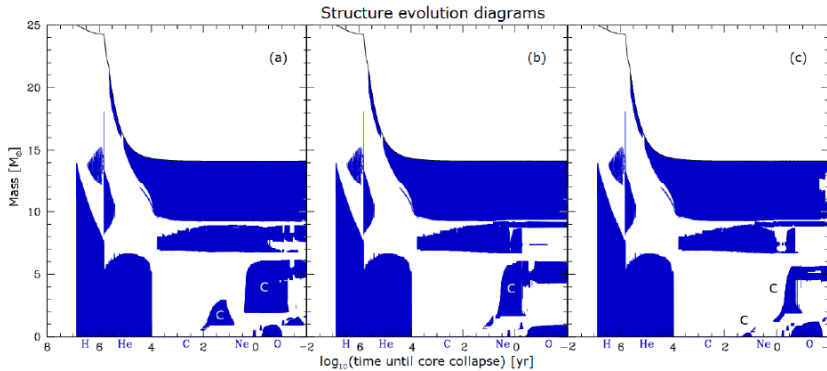 Structure evolution diagrams
25
20
15
10
5
0
Mass [M⊙]
(a)
(b)
(c)
C
C
C
C
C
8 6 4 2 0 -2 6 4 2 0 -2 6 4 2 0 -2
H He C Ne O H He C Ne O H He C Ne O
log₁₀(time until core collapse) [yr]